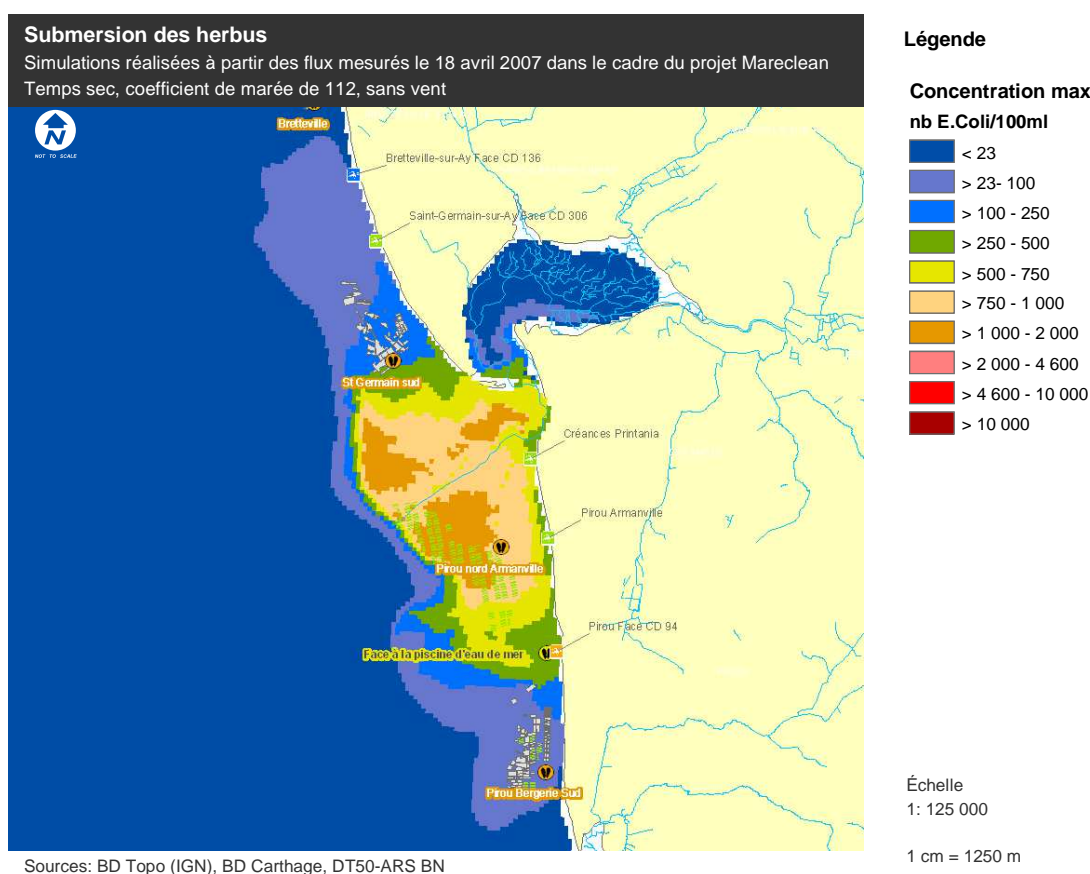 Submersion des herbus
Simulations réalisées à partir des flux mesurés le 18 avril 2007 dans le cadre du projet Mareclean
Temps sec, coefficient de marée de 112, sans vent
N
NOT TO SCALE
Bretteville
Bretteville-sur-Ay Face CD 136
Saint-Germain-sur-Ay Face CD 306
St Germain sud
Créances Printania
Pirou Armanville
Pirou nord Armanville
Pirou Face CD 94
Face à la piscine d'eau de mer
Pirou Bergerie Sud
Sources: BD Topo (IGN), BD Carthage, DT50-ARS BN
Légende
Concentration max
nb E.Coli/100ml
< 23
> 23- 100
> 100 - 250
> 250 - 500
> 500 - 750
> 750 - 1 000
> 1 000 - 2 000
> 2 000 - 4 600
> 4 600 - 10 000
> 10 000
Échelle
1: 125 000
1 cm = 1250 m